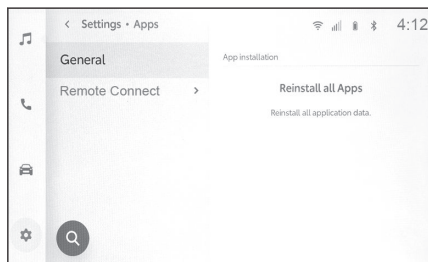 Settings • Apps
4:12
General
Remote Connect
App installation
Reinstall all Apps
Reinstall all application data.